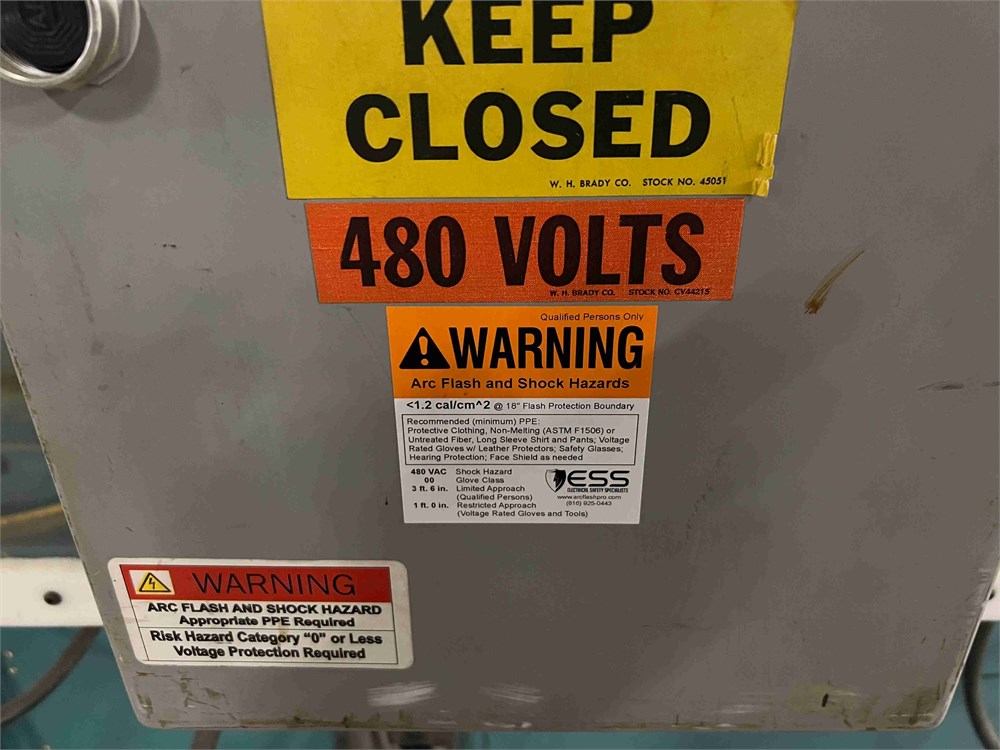 KEEP
CLOSED
W. H. BRADY CO. STOCK NO. 45051
480 VOLTS
W. H. BRADY CO. STOCK NO. CV44215
Qualified Persons Only
WARNING
Arc Flash and Shock Hazards
<1.2 cal/cm^2 @ 18" Flash Protection Boundary
Recommended (minimum) PPE:
Protective Clothing, Non-Melting (ASTM F1506) or
Untreated Fiber, Long Sleeve Shirt and Pants; Voltage
Rated Gloves w/ Leather Protectors; Safety Glasses;
Hearing Protection; Face Shield as needed
480 VAC Shock Hazard
00 Glove Class
3 ft. 6 in. Limited Approach
(Qualified Persons)
1 ft. 0 in. Restricted Approach
(Voltage Rated Gloves and Tools)
ESS
ELECTRICAL SAFETY SPECIALISTS
www.arcflashpro.com
(816) 925-0443
WARNING
ARC FLASH AND SHOCK HAZARD
Appropriate PPE Required
Risk Hazard Category "0" or Less
Voltage Protection Required